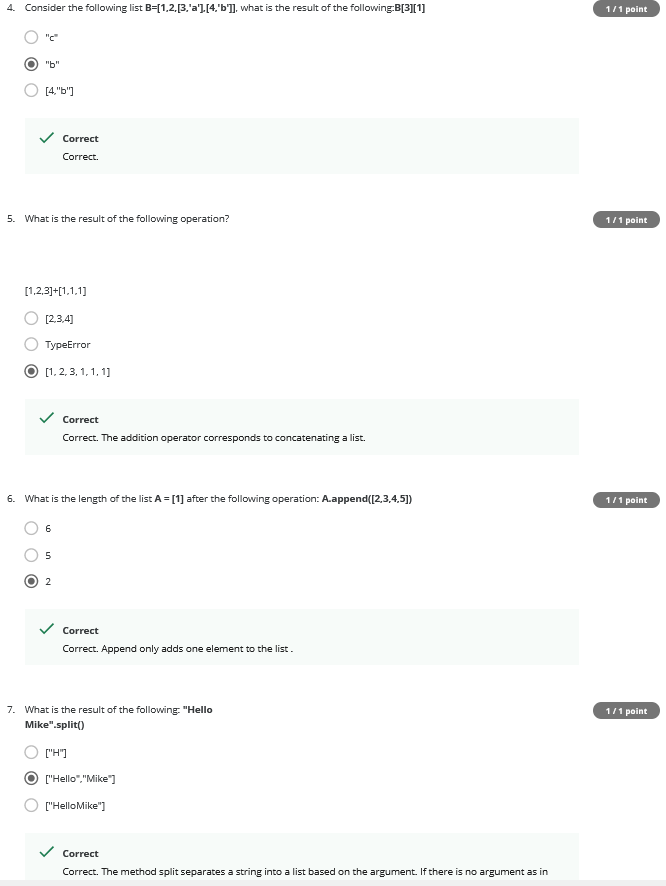 4. Consider the following list B=[1,2,[3,'a'],[4,'b']], what is the result of the following:B[3][1]
1 / 1 point
"c"
"b"
[4,"b"]
Correct
Correct.
5. What is the result of the following operation?
1 / 1 point
[1,2,3]+[1,1,1]
[2,3,4]
TypeError
[1, 2, 3, 1, 1, 1]
Correct
Correct. The addition operator corresponds to concatenating a list.
6. What is the length of the list A = [1] after the following operation: A.append([2,3,4,5])
1 / 1 point
6
5
2
Correct
Correct. Append only adds one element to the list .
7. What is the result of the following: "Hello
Mike".split()
1 / 1 point
["H"]
["Hello","Mike"]
["HelloMike"]
Correct
Correct. The method split separates a string into a list based on the argument. If there is no argument as in